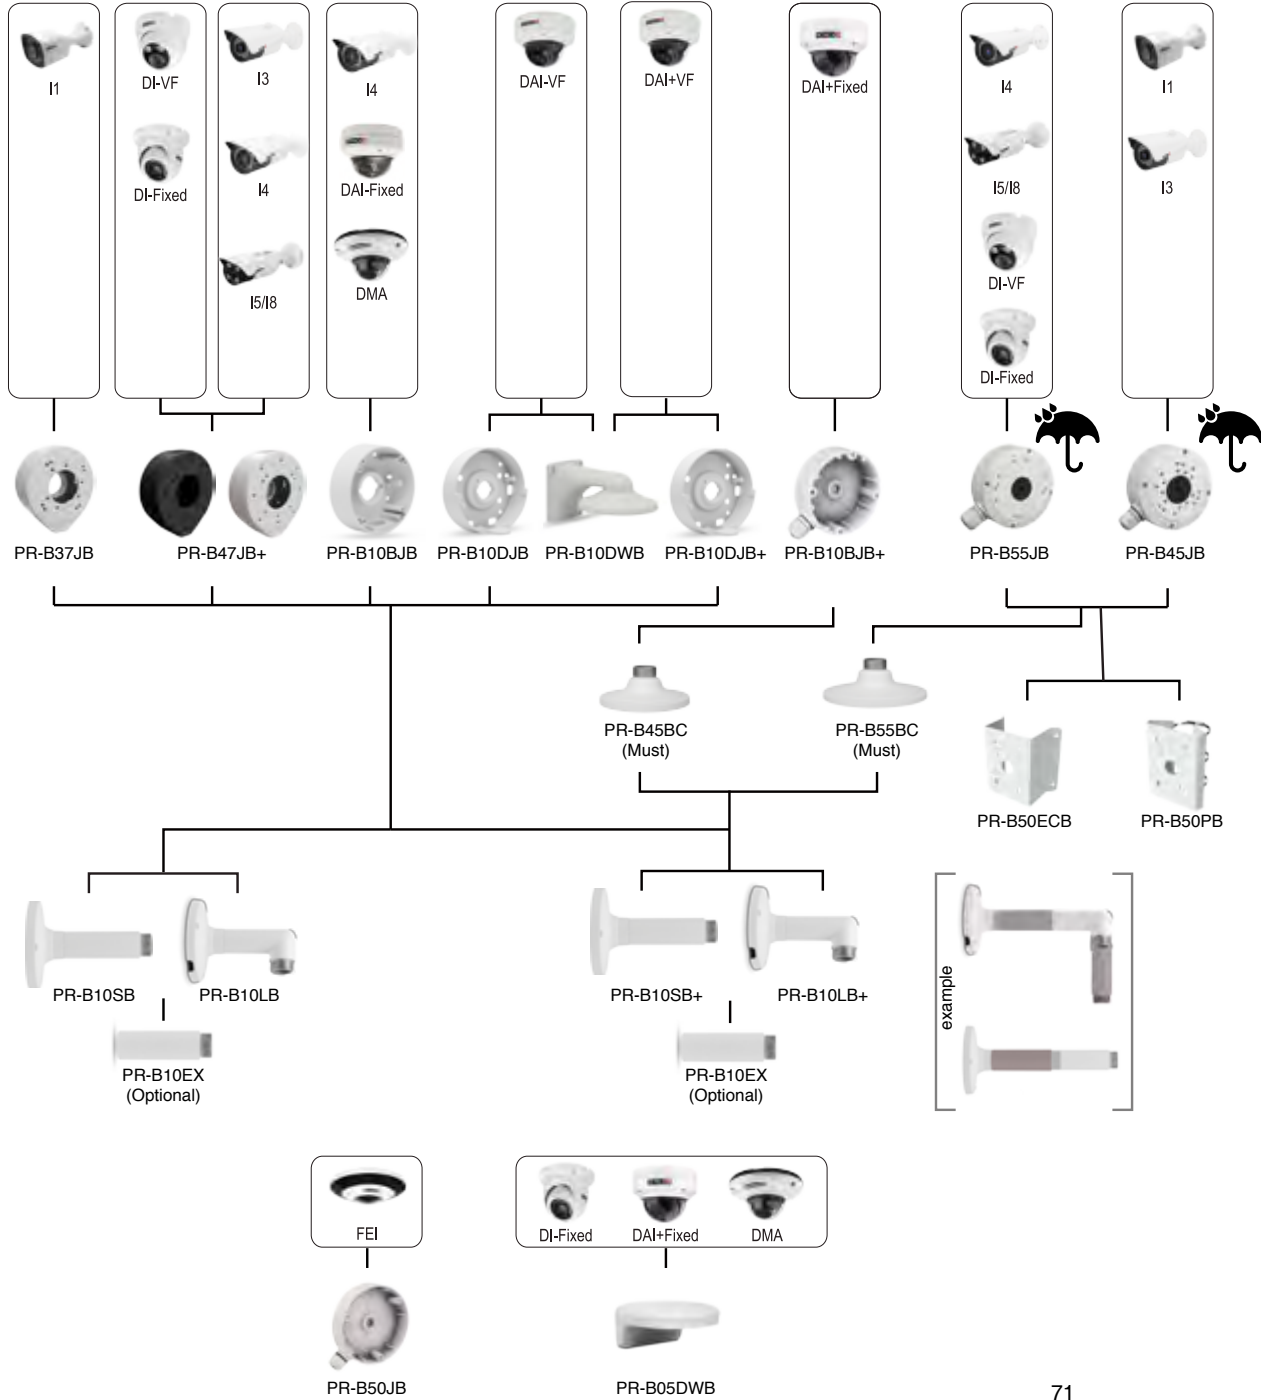 I1
DI-VF
DI-Fixed
I3
I4
I5/I8
I4
DAI-Fixed
DMA
DAI-VF
DAI+VF
DAI+Fixed
I4
I5/I8
DI-VF
DI-Fixed
I1
I3
PR-B37JB
PR-B47JB+
PR-B10BJB
PR-B10DJB
PR-B10DWB
PR-B10DJB+
PR-B10BJB+
PR-B55JB
PR-B45JB
PR-B45BC
(Must)
PR-B55BC
(Must)
PR-B50ECB
PR-B50PB
PR-B10SB
PR-B10LB
PR-B10EX
(Optional)
PR-B10SB+
PR-B10LB+
PR-B10EX
(Optional)
example
FEI
DI-Fixed
DAI+Fixed
DMA
PR-B50JB
PR-B05DWB
71